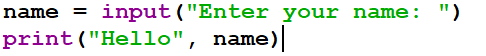 name = input("Enter your name: ")
print("Hello", name)